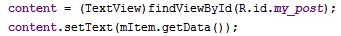 content = (TextView)findViewById(R.id.my_post);
content.setText(mItem.getData());